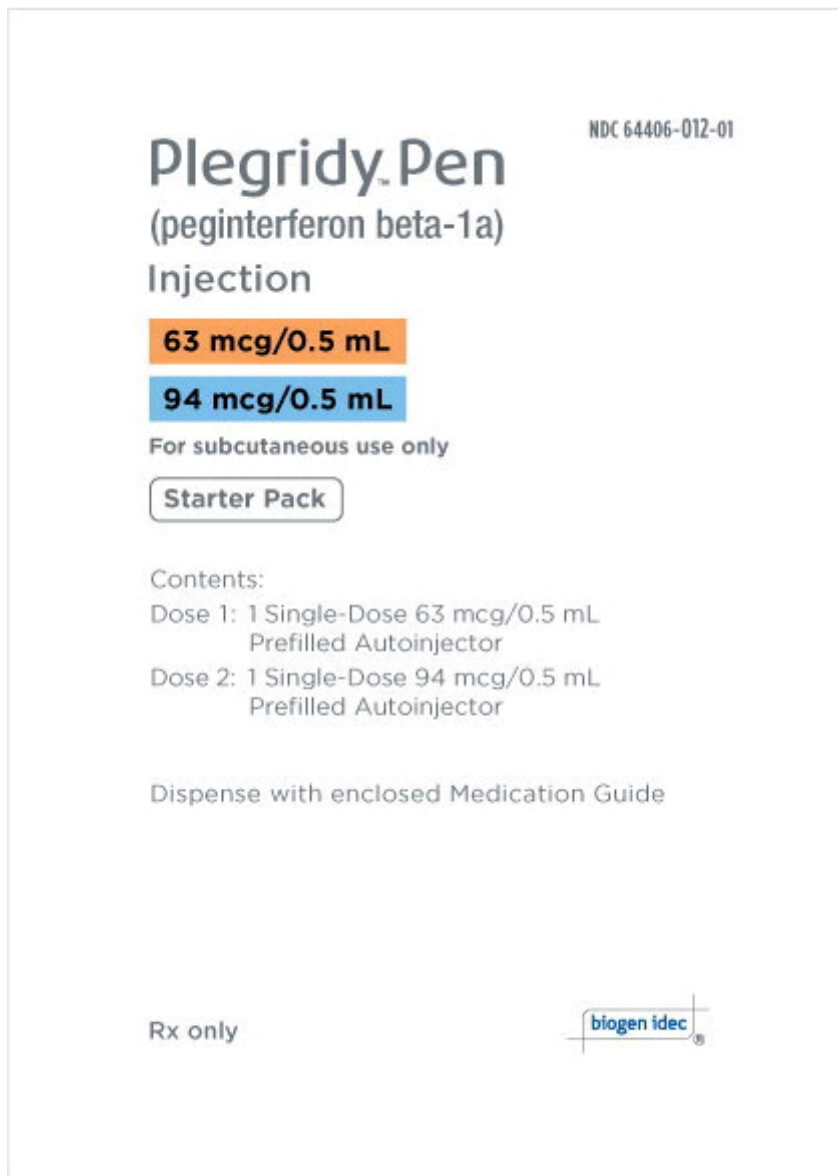 NDC 64406-012-01
Plegridy™ Pen
(peginterferon beta-1a)
Injection
63 mcg/0.5 mL
94 mcg/0.5 mL
For subcutaneous use only
Starter Pack
Contents:
Dose 1: 1 Single-Dose 63 mcg/0.5 mL
Prefilled Autoinjector
Dose 2: 1 Single-Dose 94 mcg/0.5 mL
Prefilled Autoinjector
Dispense with enclosed Medication Guide
Rx only
biogen idec®